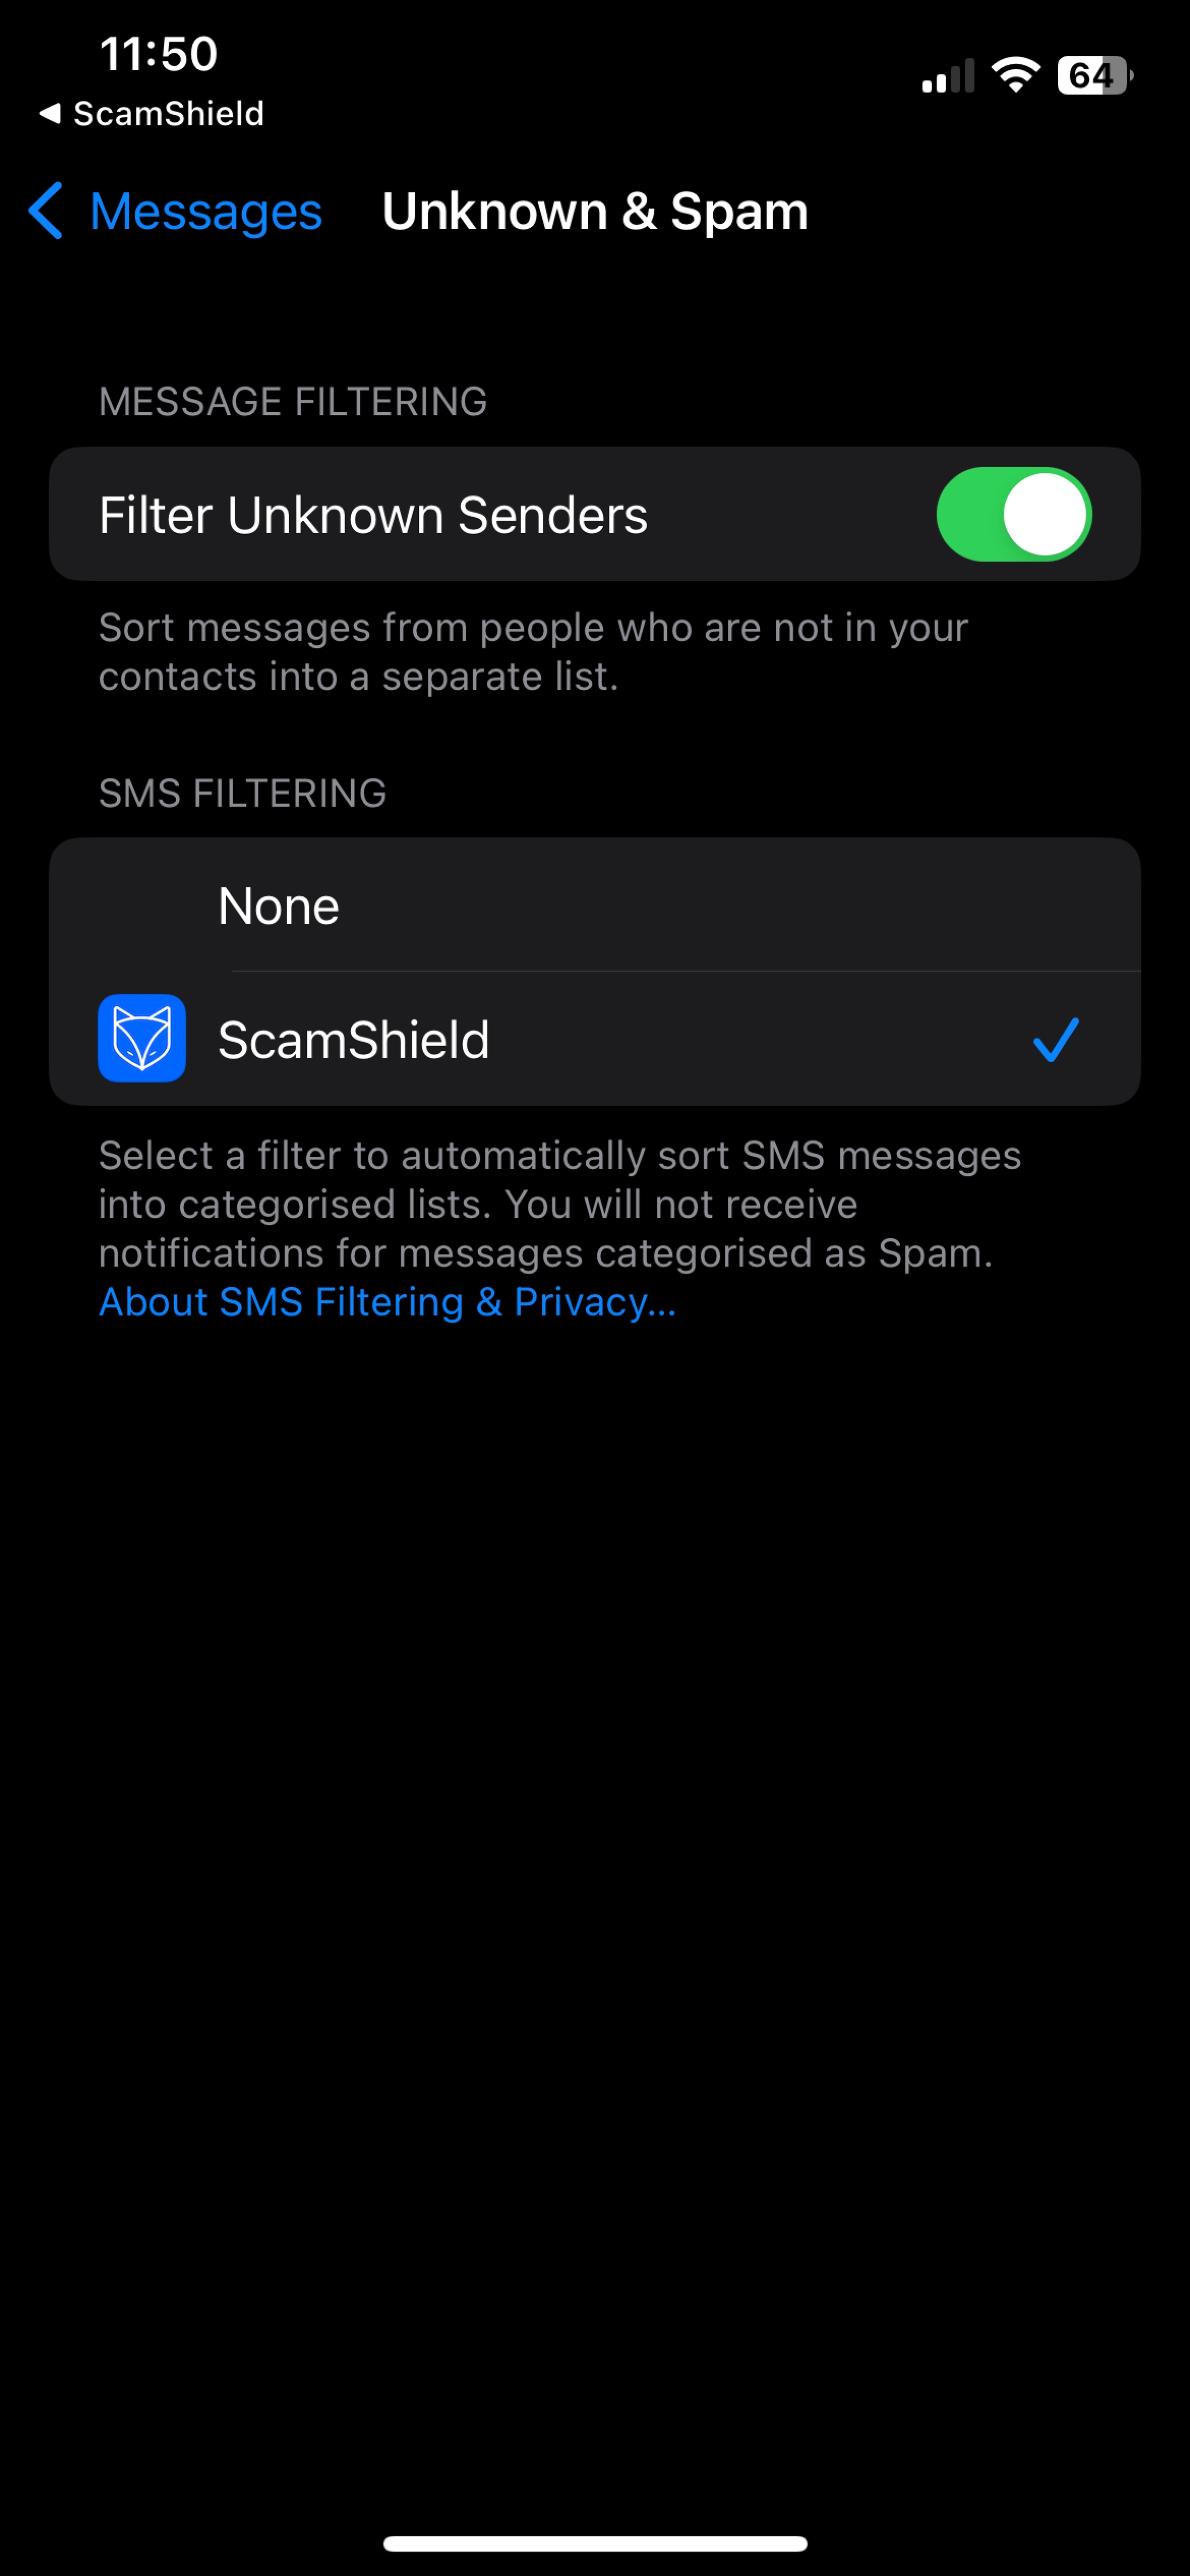 11:50
64
ScamShield
Messages
Unknown & Spam
MESSAGE FILTERING
Filter Unknown Senders
Sort messages from people who are not in your
contacts into a separate list.
SMS FILTERING
None
ScamShield
Select a filter to automatically sort SMS messages
into categorised lists. You will not receive
notifications for messages categorised as Spam.
About SMS Filtering & Privacy...